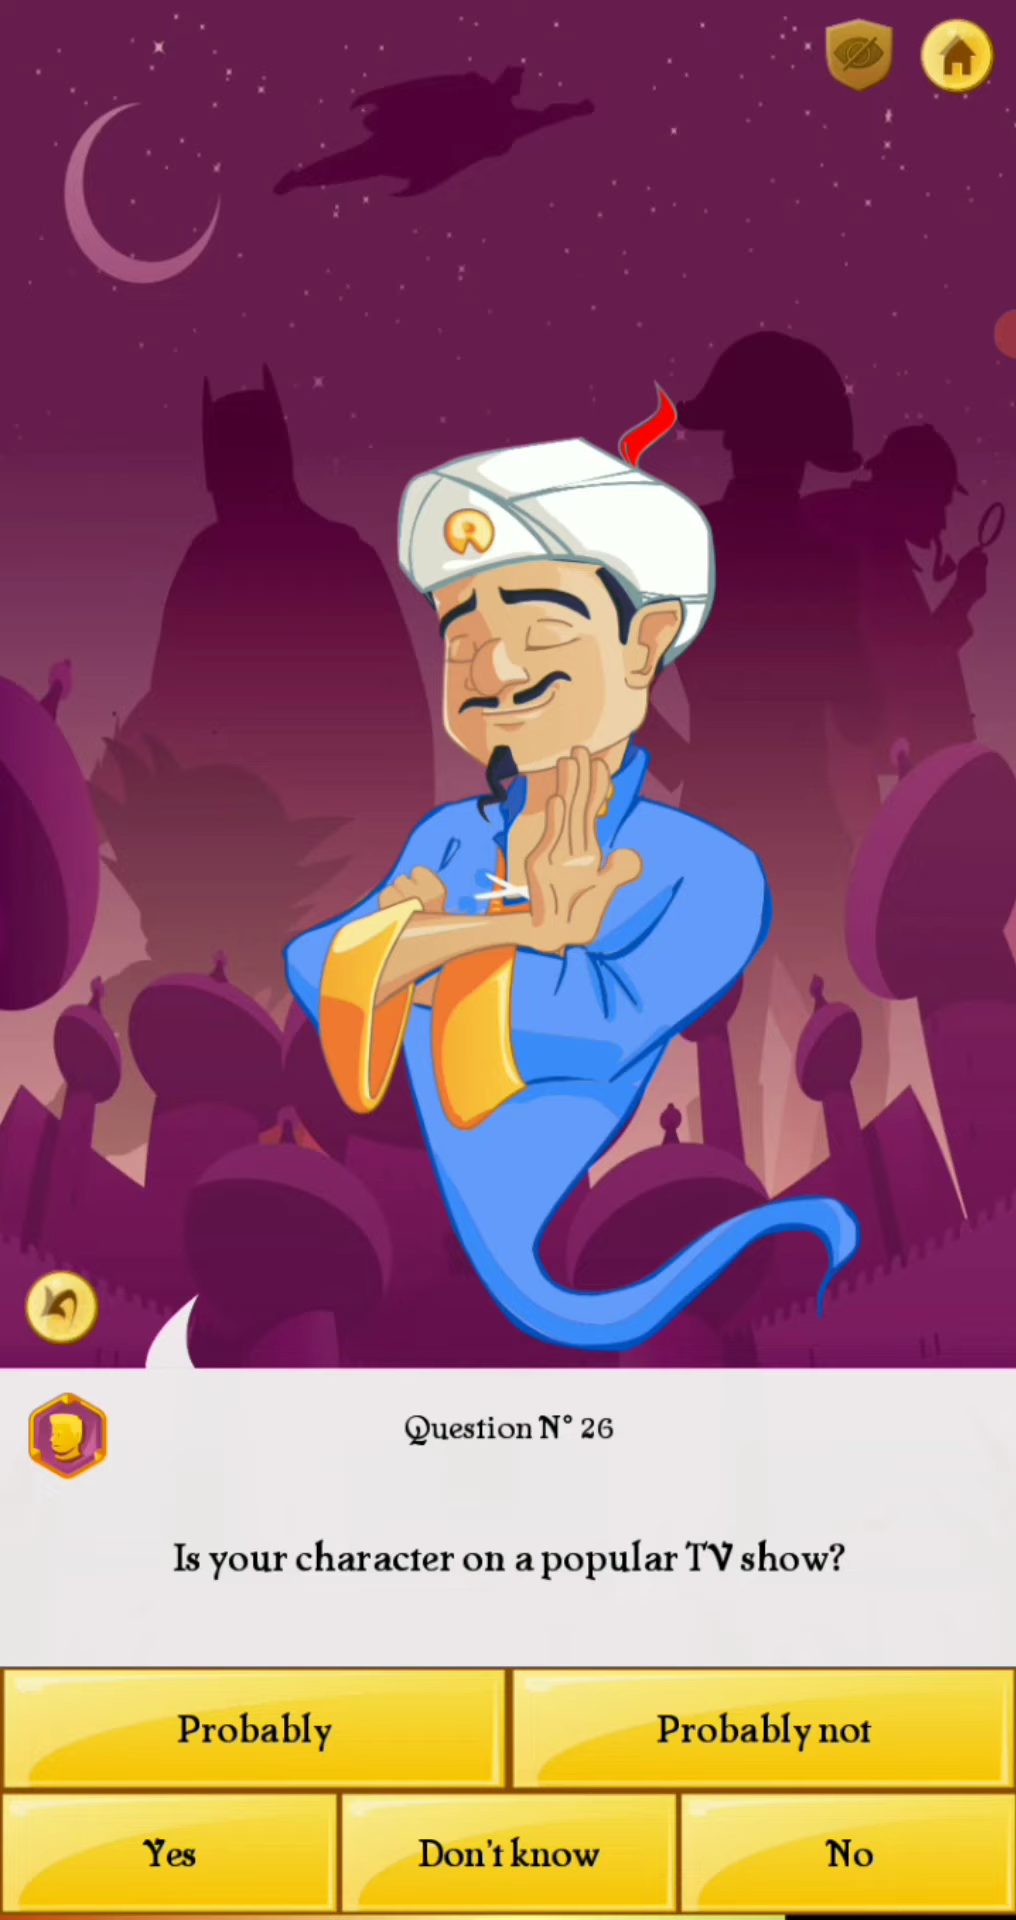 Question N° 26
Is your character on a popular TV show?
Probably
Probably not
Yes
Don't know
No